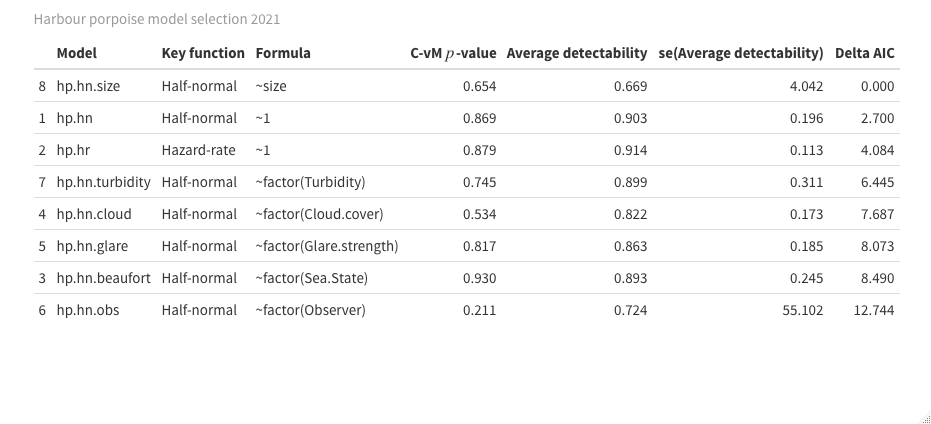 Harbour porpoise model selection 2021
Model Key function Formula C-vM p-value Average detectability se(Average detectability) Delta AIC
8 hp.hn.size Half-normal ~size 0.654 0.669 4.042 0.000
1 hp.hn Half-normal ~1 0.869 0.903 0.196 2.700
2 hp.hr Hazard-rate ~1 0.879 0.914 0.113 4.084
7 hp.hn.turbidity Half-normal ~factor(Turbidity) 0.745 0.899 0.311 6.445
4 hp.hn.cloud Half-normal ~factor(Cloud.cover) 0.534 0.822 0.173 7.687
5 hp.hn.glare Half-normal ~factor(Glare.strength) 0.817 0.863 0.185 8.073
3 hp.hn.beaufort Half-normal ~factor(Sea.State) 0.930 0.893 0.245 8.490
6 hp.hn.obs Half-normal ~factor(Observer) 0.211 0.724 55.102 12.744